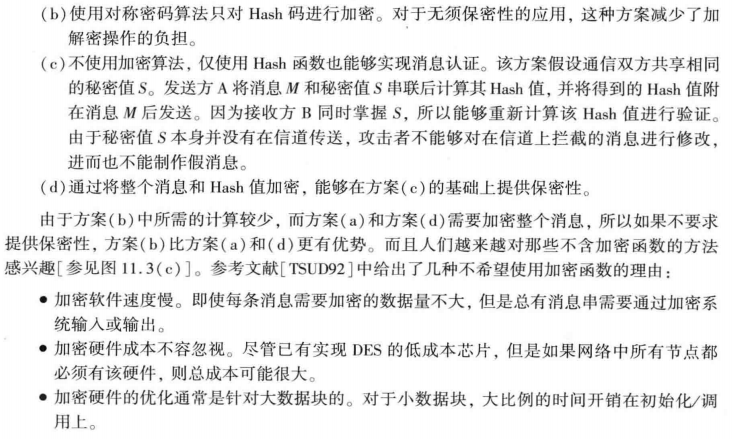 (b)使用对称密码算法只对 Hash 码进行加密。对于无须保密性的应用，这种方案减少了加
解密操作的负担。
(c)不使用加密算法，仅使用 Hash 函数也能够实现消息认证。该方案假设通信双方共享相同
的秘密值 S。发送方 A 将消息 M 和秘密值 S 串联后计算其 Hash 值，并将得到的 Hash 值附
在消息 M 后发送。因为接收方 B 同时掌握 S，所以能够重新计算该 Hash 值进行验证。
由于秘密值 S 本身并没有在信道传送，攻击者不能够对在信道上拦截的消息进行修改，
进而也不能制作假消息。
(d)通过将整个消息和 Hash 值加密，能够在方案(c)的基础上提供保密性。
由于方案(b)中所需的计算较少，而方案(a)和方案(d)需要加密整个消息，所以如果不要求
提供保密性，方案(b)比方案(a)和(d)更有优势。而且人们越来越对那些不含加密函数的方法
感兴趣[参见图 11.3(c)]。参考文献[TSUD92]中给出了几种不希望使用加密函数的理由：
● 加密软件速度慢。即使每条消息需要加密的数据量不大，但是总有消息串需要通过加密系
统输入或输出。
● 加密硬件成本不容忽视。尽管已有实现 DES 的低成本芯片，但是如果网络中所有节点都
必须有该硬件，则总成本可能很大。
● 加密硬件的优化通常是针对大数据块的。对于小数据块，大比例的时间开销在初始化/调
用上。